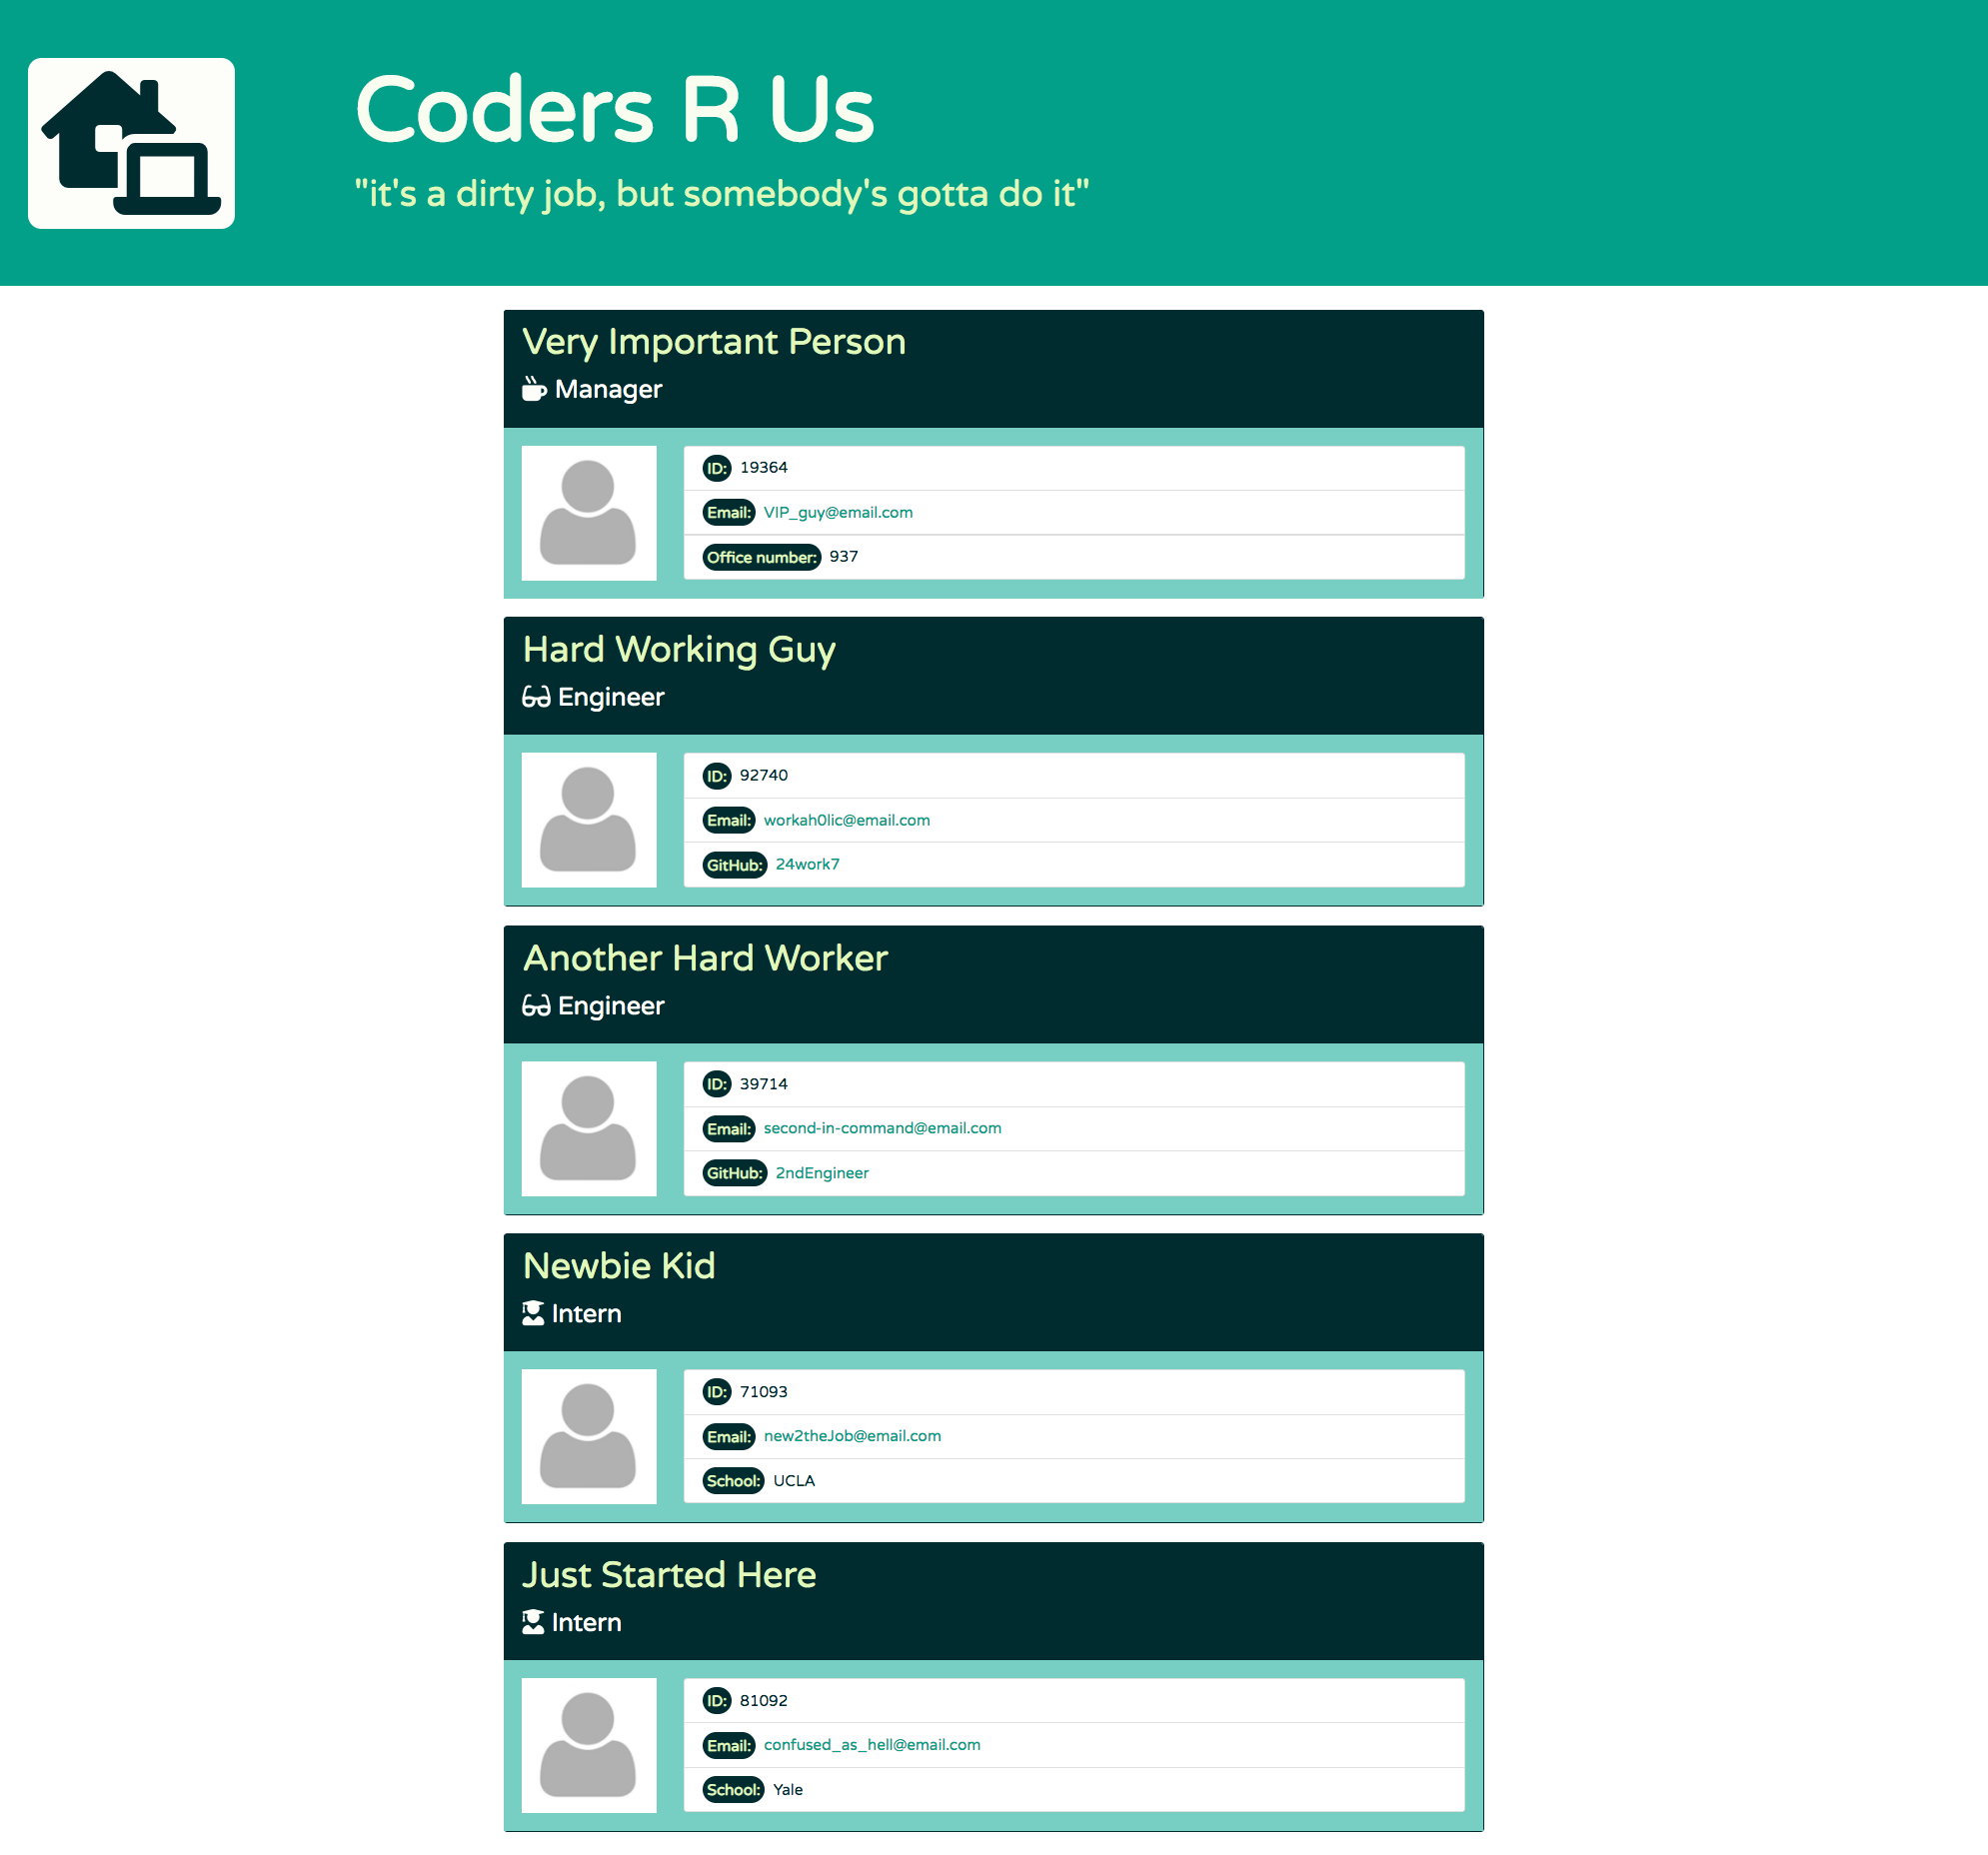 Coders R Us
"it's a dirty job, but somebody's gotta do it"
Very Important Person
Manager
ID: 19364
Email: VIP_guy@email.com
Office number: 937
Hard Working Guy
Engineer
ID: 92740
Email: workah0lic@email.com
GitHub: 24work7
Another Hard Worker
Engineer
ID: 39714
Email: second-in-command@email.com
GitHub: 2ndEngineer
Newbie Kid
Intern
ID: 71093
Email: new2theJob@email.com
School: UCLA
Just Started Here
Intern
ID: 81092
Email: confused_as_hell@email.com
School: Yale